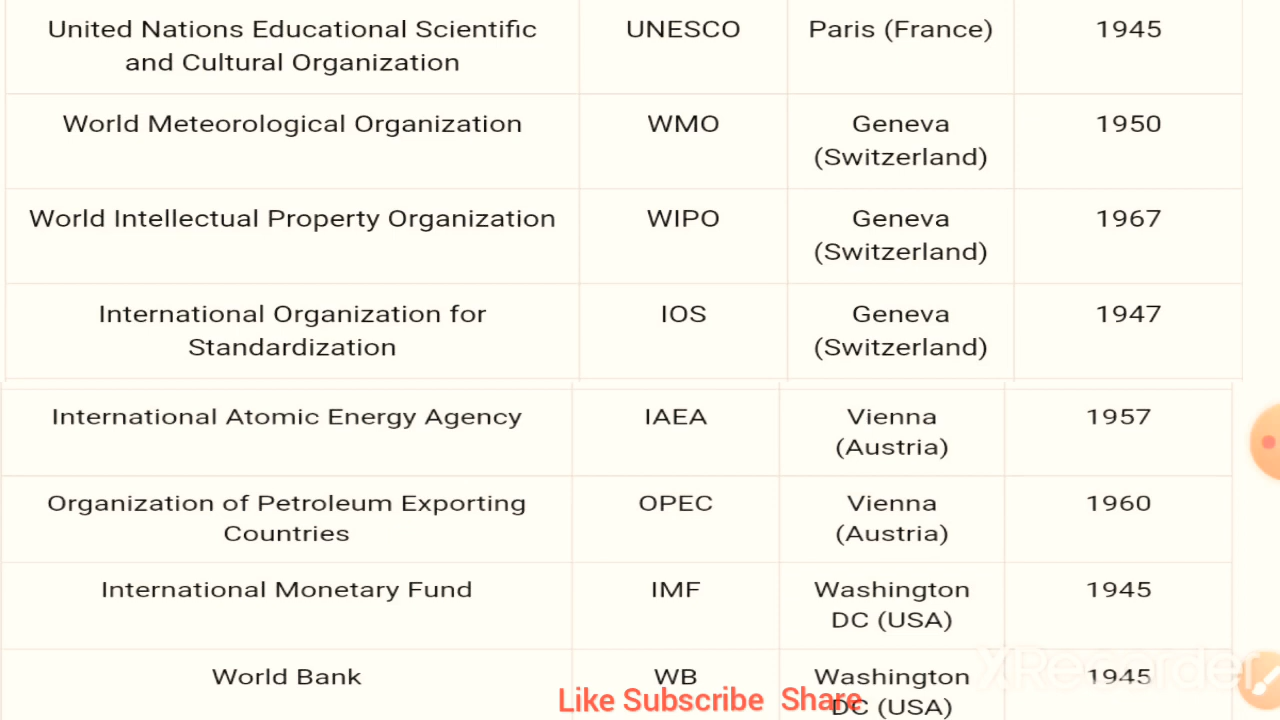 United Nations Educational Scientific and Cultural Organization UNESCO Paris (France) 1945
World Meteorological Organization WMO Geneva (Switzerland) 1950
World Intellectual Property Organization WIPO Geneva (Switzerland) 1967
International Organization for Standardization IOS Geneva (Switzerland) 1947
International Atomic Energy Agency IAEA Vienna (Austria) 1957
Organization of Petroleum Exporting Countries OPEC Vienna (Austria) 1960
International Monetary Fund IMF Washington DC (USA) 1945
World Bank WB Washington DC (USA) 1945
Like Subscribe Share
XRecorder